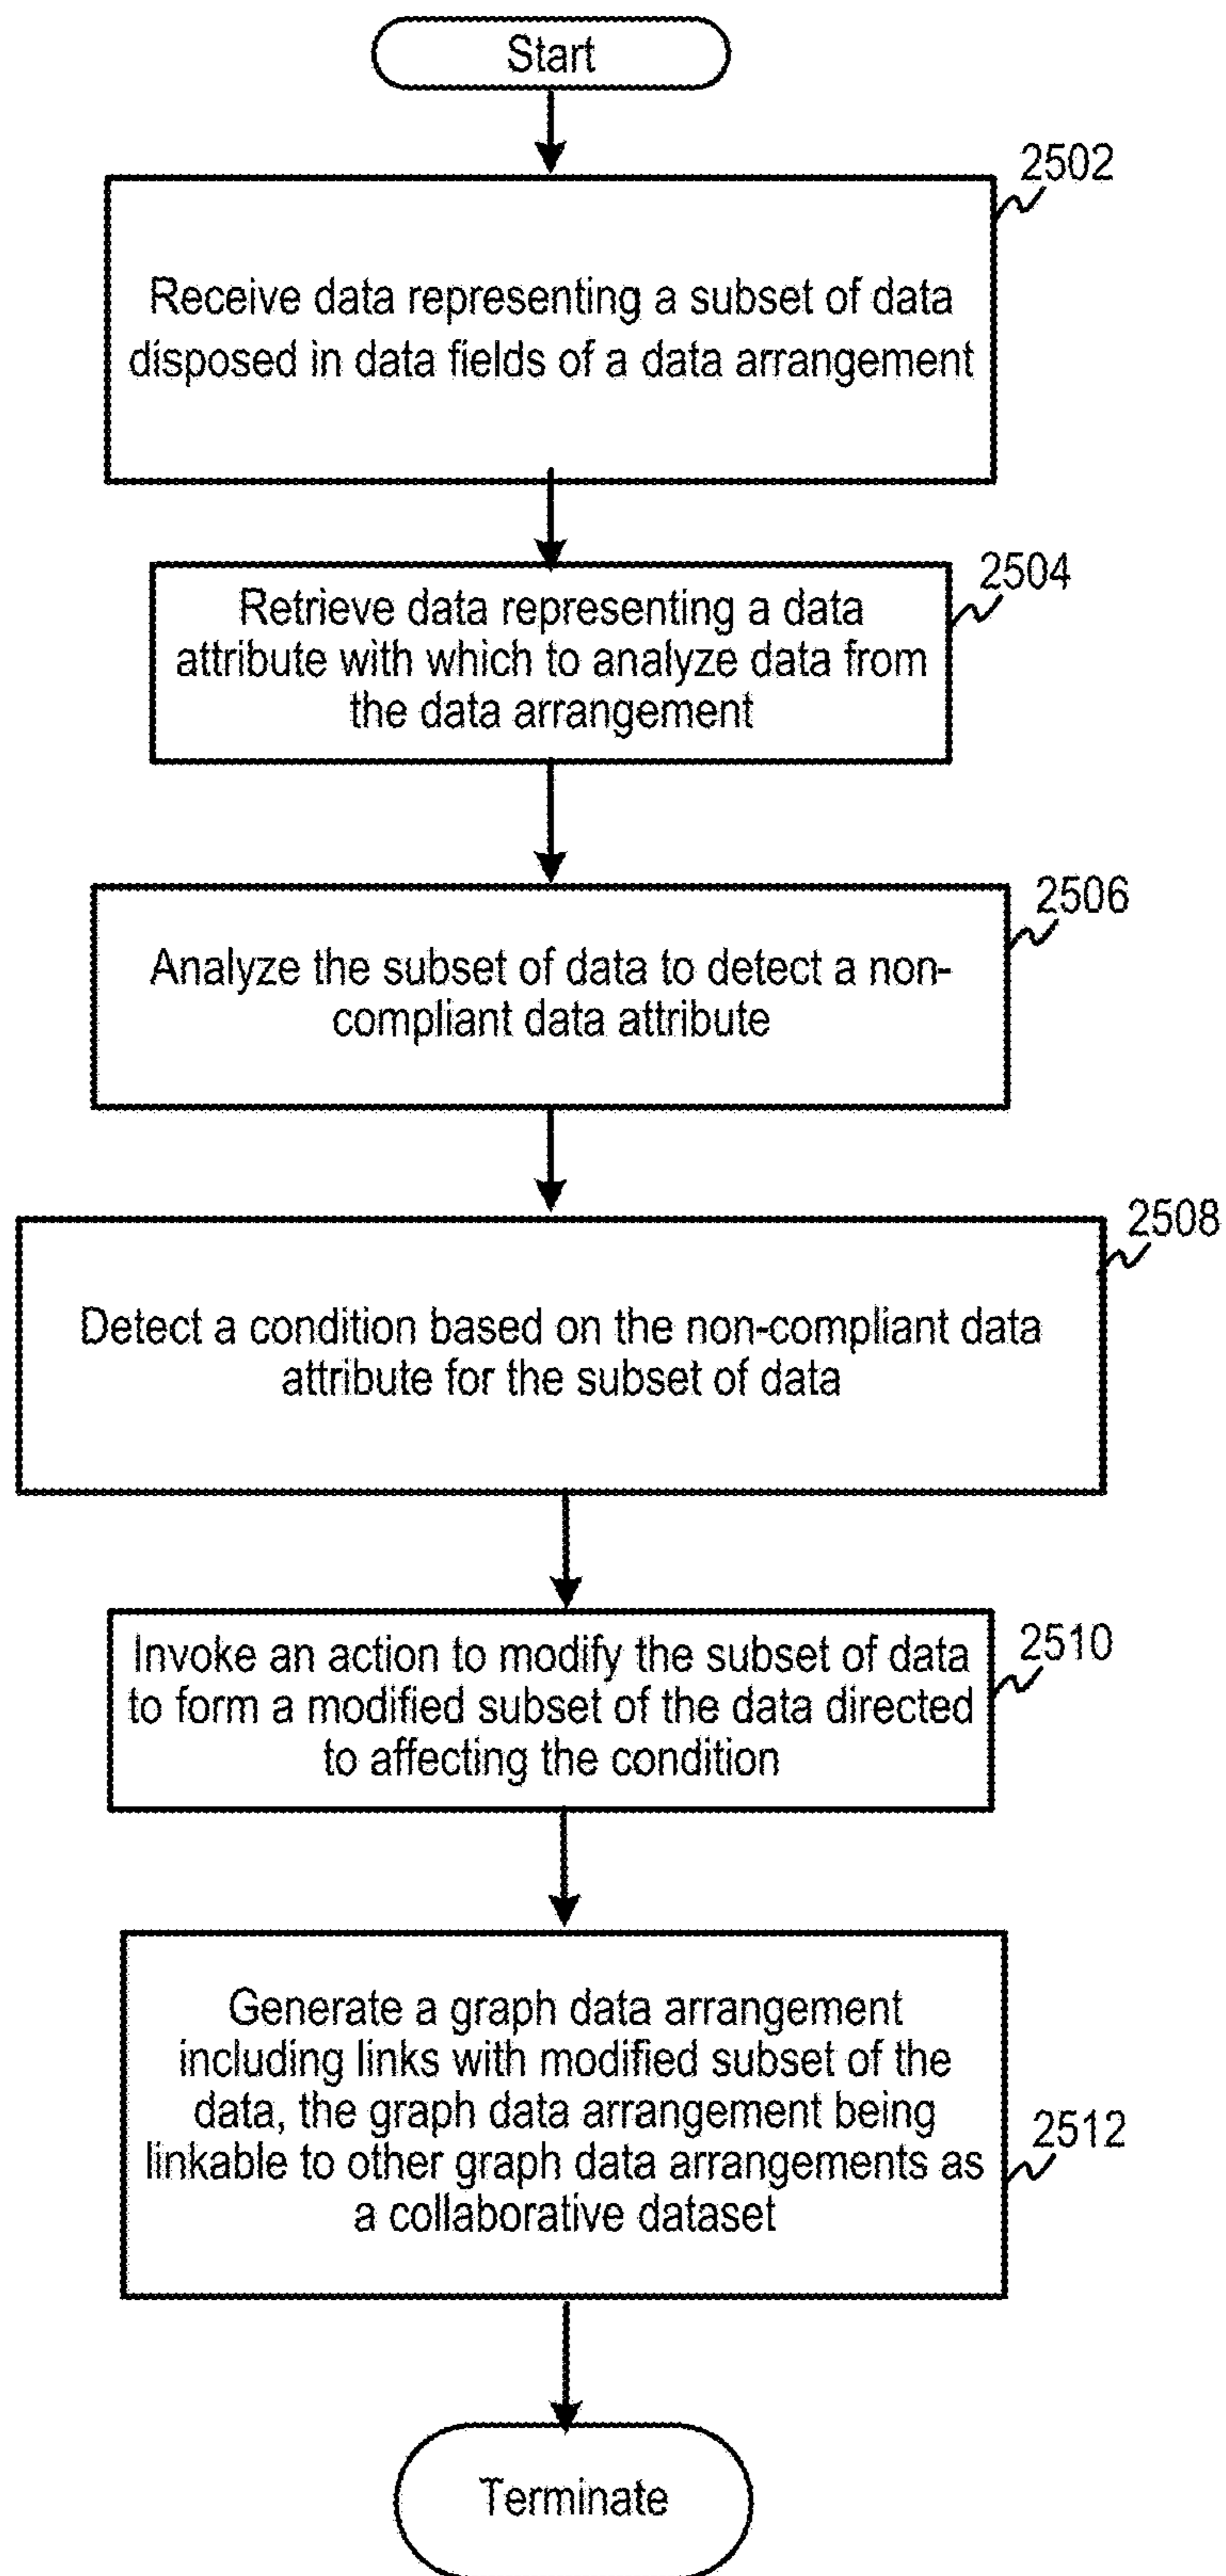 Start
2502
Receive data representing a subset of data
disposed in data fields of a data arrangement
2504
Retrieve data representing a data
attribute with which to analyze data from
the data arrangement
2506
Analyze the subset of data to detect a non-
compliant data attribute
2508
Detect a condition based on the non-compliant data
attribute for the subset of data
2510
Invoke an action to modify the subset of data
to form a modified subset of the data directed
to affecting the condition
Generate a graph data arrangement
including links with modified subset of the
data, the graph data arrangement being
linkable to other graph data arrangements as
a collaborative dataset
2512
Terminate